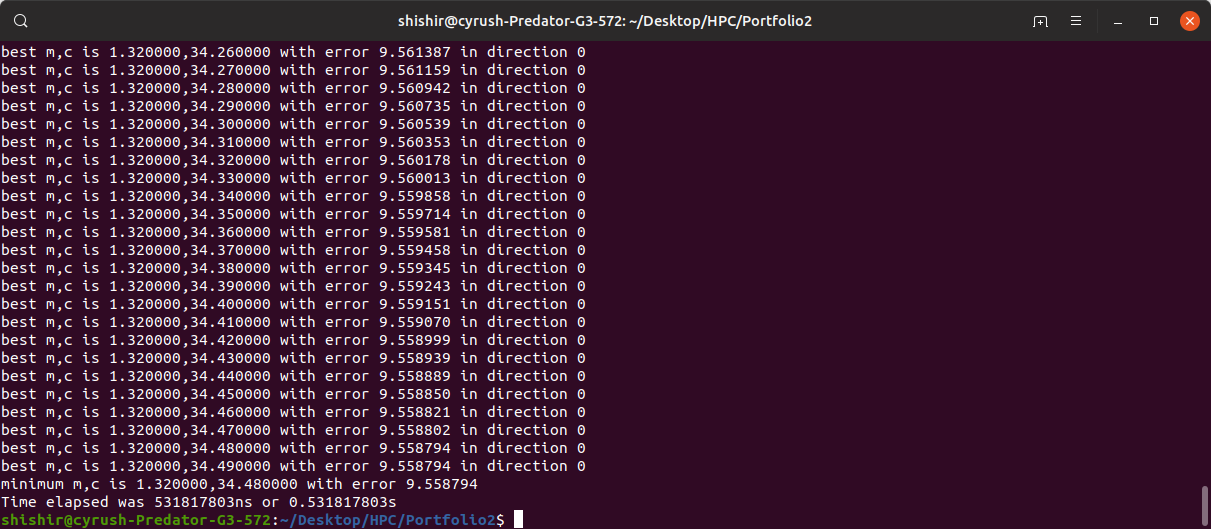 shishir@cyrush-Predator-G3-572: ~/Desktop/HPC/Portfolio2
best m,c is 1.320000,34.260000 with error 9.561387 in direction 0
best m,c is 1.320000,34.270000 with error 9.561159 in direction 0
best m,c is 1.320000,34.280000 with error 9.560942 in direction 0
best m,c is 1.320000,34.290000 with error 9.560735 in direction 0
best m,c is 1.320000,34.300000 with error 9.560539 in direction 0
best m,c is 1.320000,34.310000 with error 9.560353 in direction 0
best m,c is 1.320000,34.320000 with error 9.560178 in direction 0
best m,c is 1.320000,34.330000 with error 9.560013 in direction 0
best m,c is 1.320000,34.340000 with error 9.559858 in direction 0
best m,c is 1.320000,34.350000 with error 9.559714 in direction 0
best m,c is 1.320000,34.360000 with error 9.559581 in direction 0
best m,c is 1.320000,34.370000 with error 9.559458 in direction 0
best m,c is 1.320000,34.380000 with error 9.559345 in direction 0
best m,c is 1.320000,34.390000 with error 9.559243 in direction 0
best m,c is 1.320000,34.400000 with error 9.559151 in direction 0
best m,c is 1.320000,34.410000 with error 9.559070 in direction 0
best m,c is 1.320000,34.420000 with error 9.558999 in direction 0
best m,c is 1.320000,34.430000 with error 9.558939 in direction 0
best m,c is 1.320000,34.440000 with error 9.558889 in direction 0
best m,c is 1.320000,34.450000 with error 9.558850 in direction 0
best m,c is 1.320000,34.460000 with error 9.558821 in direction 0
best m,c is 1.320000,34.470000 with error 9.558802 in direction 0
best m,c is 1.320000,34.480000 with error 9.558794 in direction 0
best m,c is 1.320000,34.490000 with error 9.558794 in direction 0
minimum m,c is 1.320000,34.480000 with error 9.558794
Time elapsed was 531817803ns or 0.531817803s
shishir@cyrush-Predator-G3-572:~/Desktop/HPC/Portfolio2$